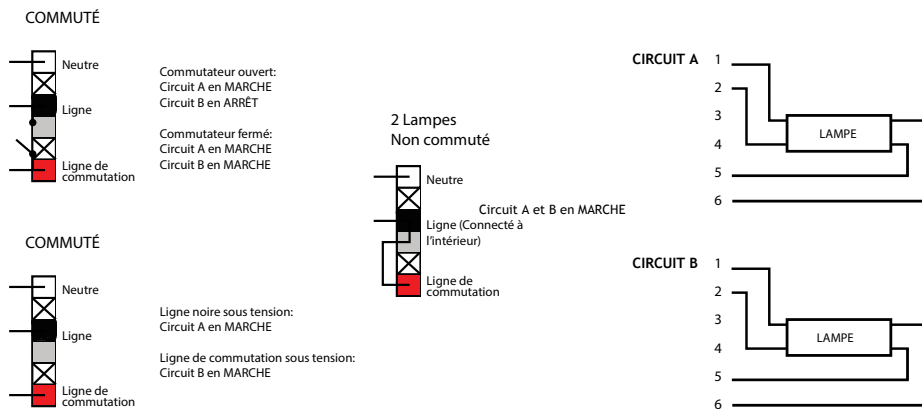 COMMUTÉ
Neutre
Ligne
Ligne de
commutation
Commutateur ouvert:
Circuit A en MARCHE
Circuit B en ARRÊT
Commutateur fermé:
Circuit A en MARCHE
Circuit B en MARCHE
COMMUTÉ
Neutre
Ligne
Ligne de
commutation
Ligne noire sous tension:
Circuit A en MARCHE
Ligne de commutation sous tension:
Circuit B en MARCHE
2 Lampes
Non commuté
Neutre
Circuit A et B en MARCHE
Ligne (Connecté à
l'intérieur)
Ligne de
commutation
CIRCUIT A
1
2
3
4
5
6
LAMPE
CIRCUIT B
1
2
3
4
5
6
LAMPE